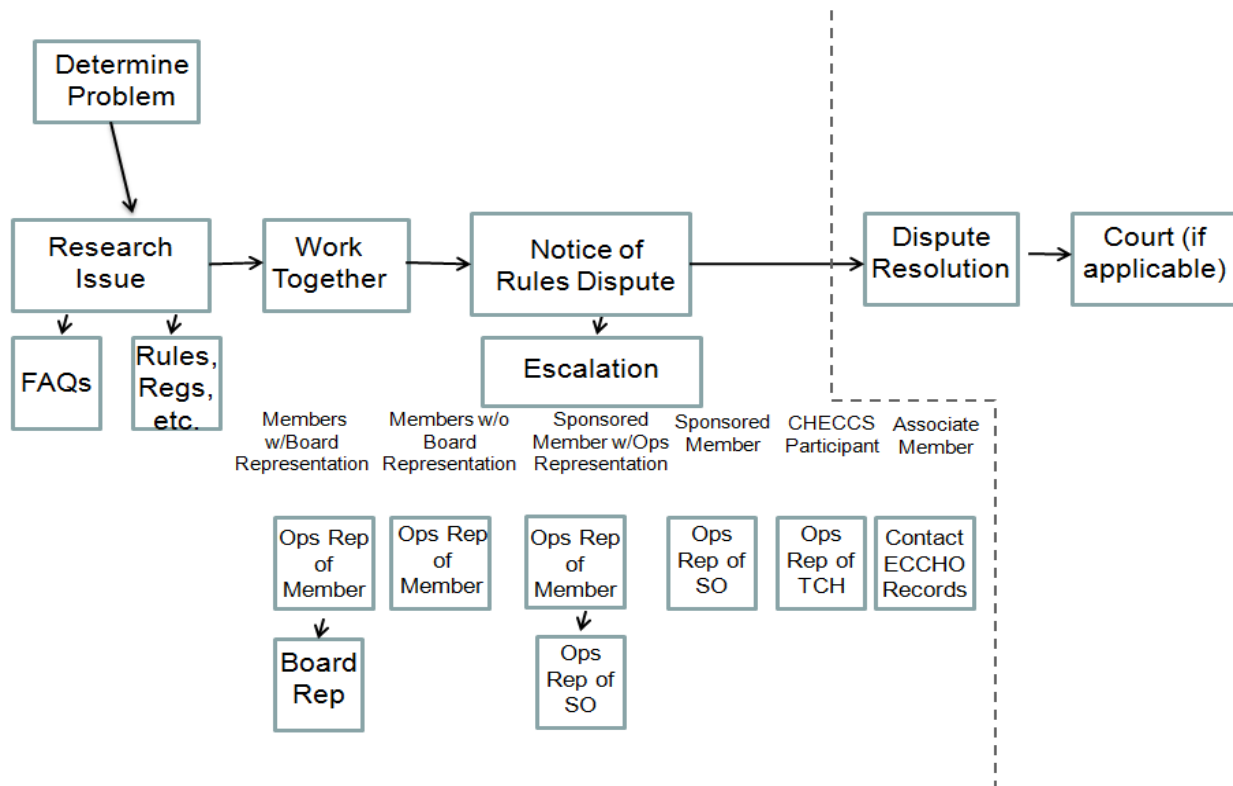 Determine
Problem
Research
Issue
Work
Together
Notice of
Rules Dispute
Dispute
Resolution
Court (if
applicable)
FAQs
Rules,
Regs,
etc.
Escalation
Members
w/Board
Representation
Members w/o
Board
Representation
Sponsored
Member w/Ops
Representation
Sponsored
Member
CHECCS
Participant
Associate
Member
Ops Rep
of
Member
Ops Rep
of
Member
Ops Rep
of
Member
Ops
Rep of
SO
Ops
Rep of
TCH
Contact
ECCHO
Records
Board
Rep
Ops
Rep of
SO